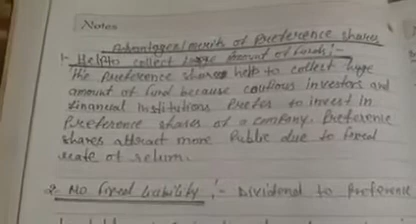 Notes
Advantages/merits of Preference shares
1- Help to collect large amount of funds :-
The Preference shares help to collect huge
amount of fund because cautious investors and
financial Institutions Prefer to invest in
Preference shares of a company. Preference
shares attract more Public due to fixed
rate of return.
2- No fixed liability :- Dividend to Preference